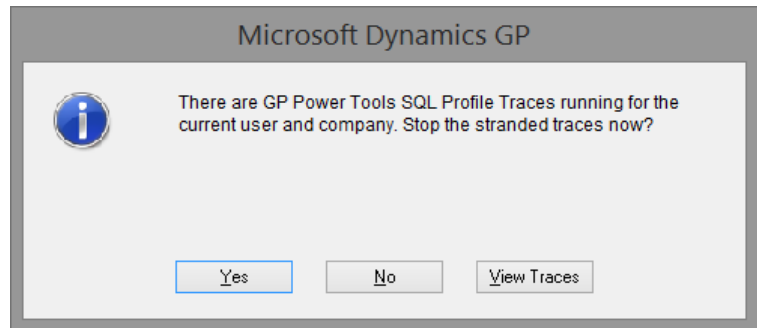 Microsoft Dynamics GP
There are GP Power Tools SQL Profile Traces running for the
current user and company. Stop the stranded traces now?
Yes
No
View Traces